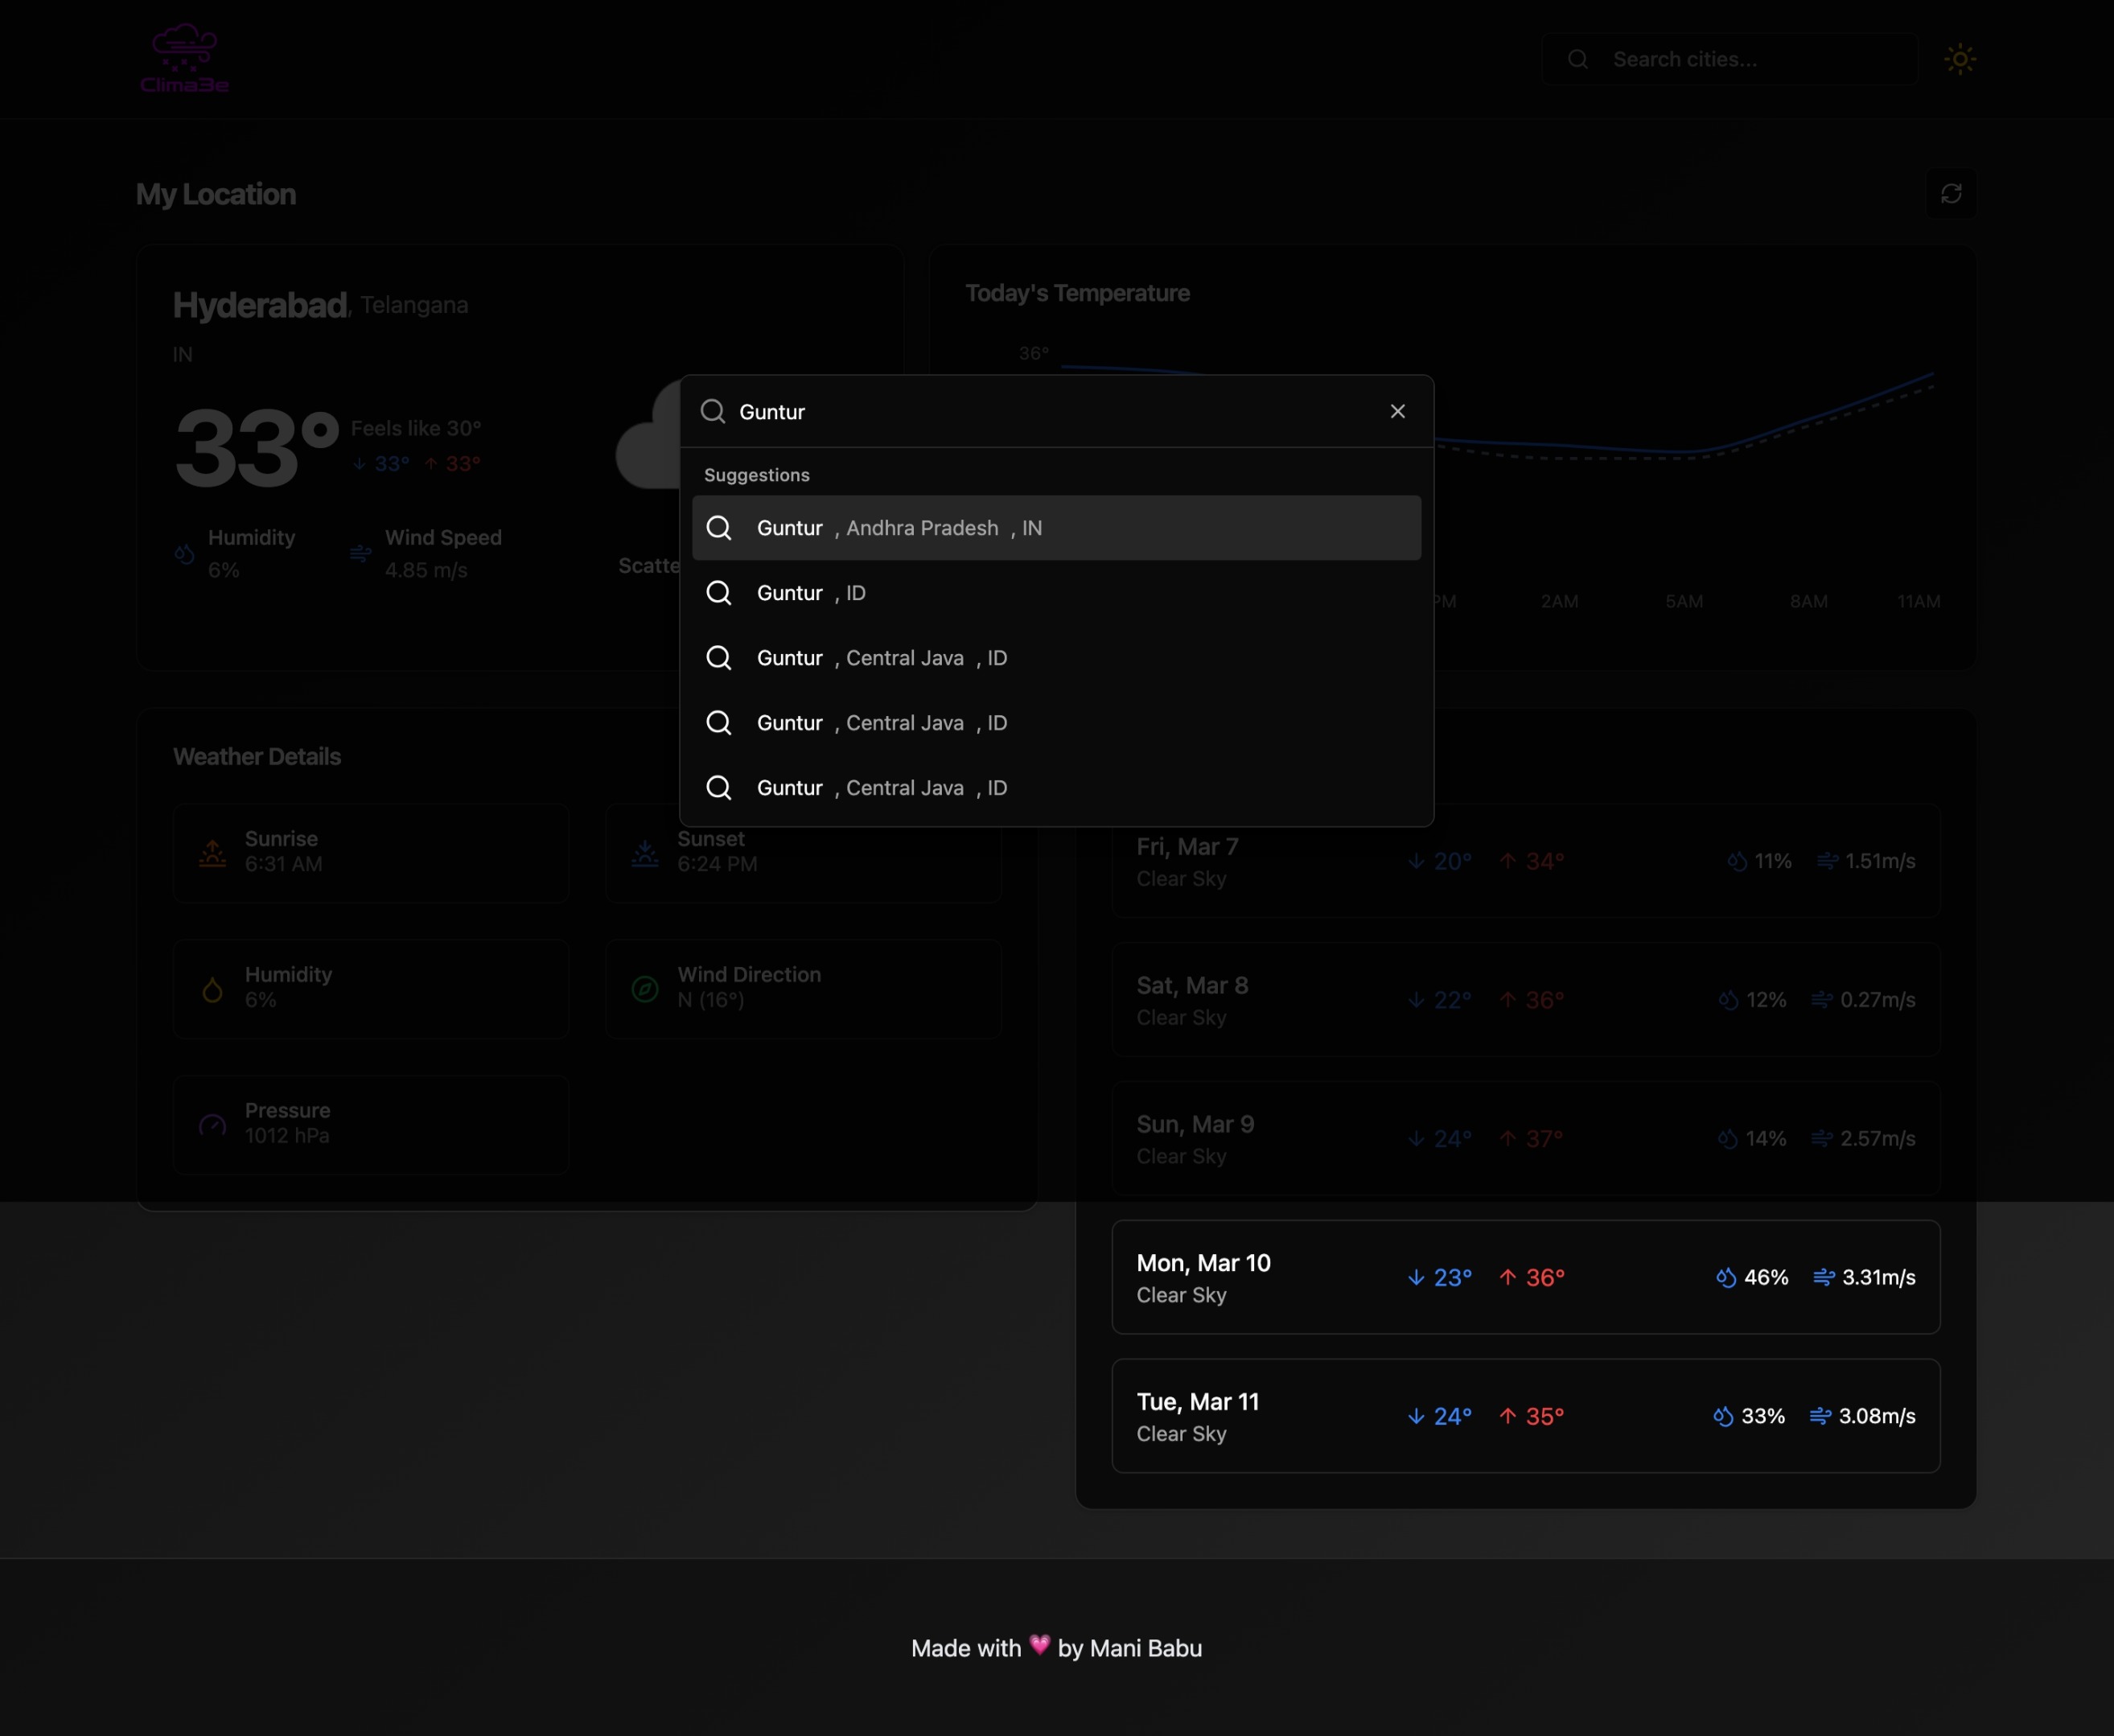 Clima3e
Search cities...
My Location
Hyderabad, Telangana
IN
33°
Feels like 30°
33° 33°
Humidity
6%
Wind Speed
4.85 m/s
Scatte
Today's Temperature
36°
PM 2AM 5AM 8AM 11AM
Guntur
Suggestions
Guntur , Andhra Pradesh , IN
Guntur , ID
Guntur , Central Java , ID
Guntur , Central Java , ID
Guntur , Central Java , ID
Weather Details
Sunrise
6:31 AM
Sunset
6:24 PM
Humidity
6%
Wind Direction
N (16°)
Pressure
1012 hPa
Fri, Mar 7
Clear Sky
20° 34° 11% 1.51m/s
Sat, Mar 8
Clear Sky
22° 36° 12% 0.27m/s
Sun, Mar 9
Clear Sky
24° 37° 14% 2.57m/s
Mon, Mar 10
Clear Sky
23° 36° 46% 3.31m/s
Tue, Mar 11
Clear Sky
24° 35° 33% 3.08m/s
Made with 💗 by Mani Babu